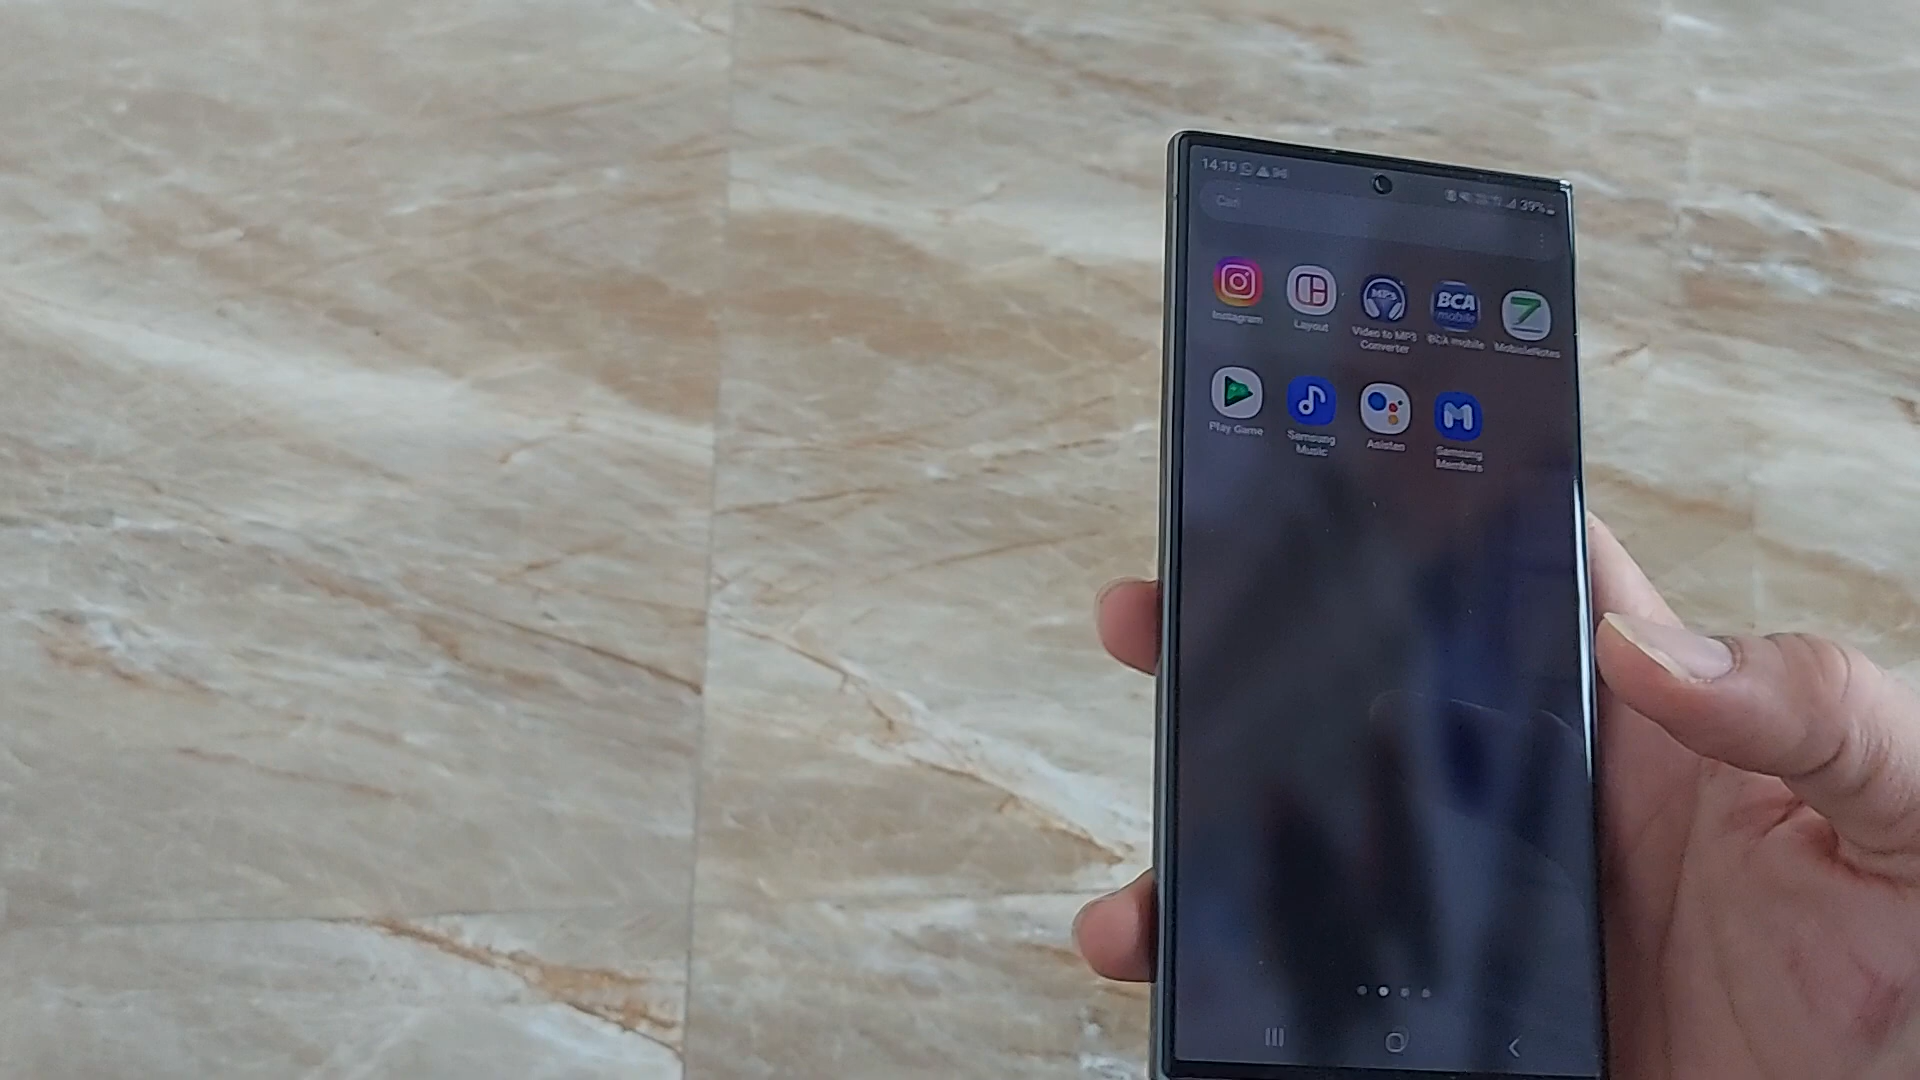 14.19
39%
Cari
Instagram
Layout
MP3
Video to MP3
Converter
BCA
mobile
BCA mobile
Play Game
Samsung
Music
Asisten
Samsung
Members